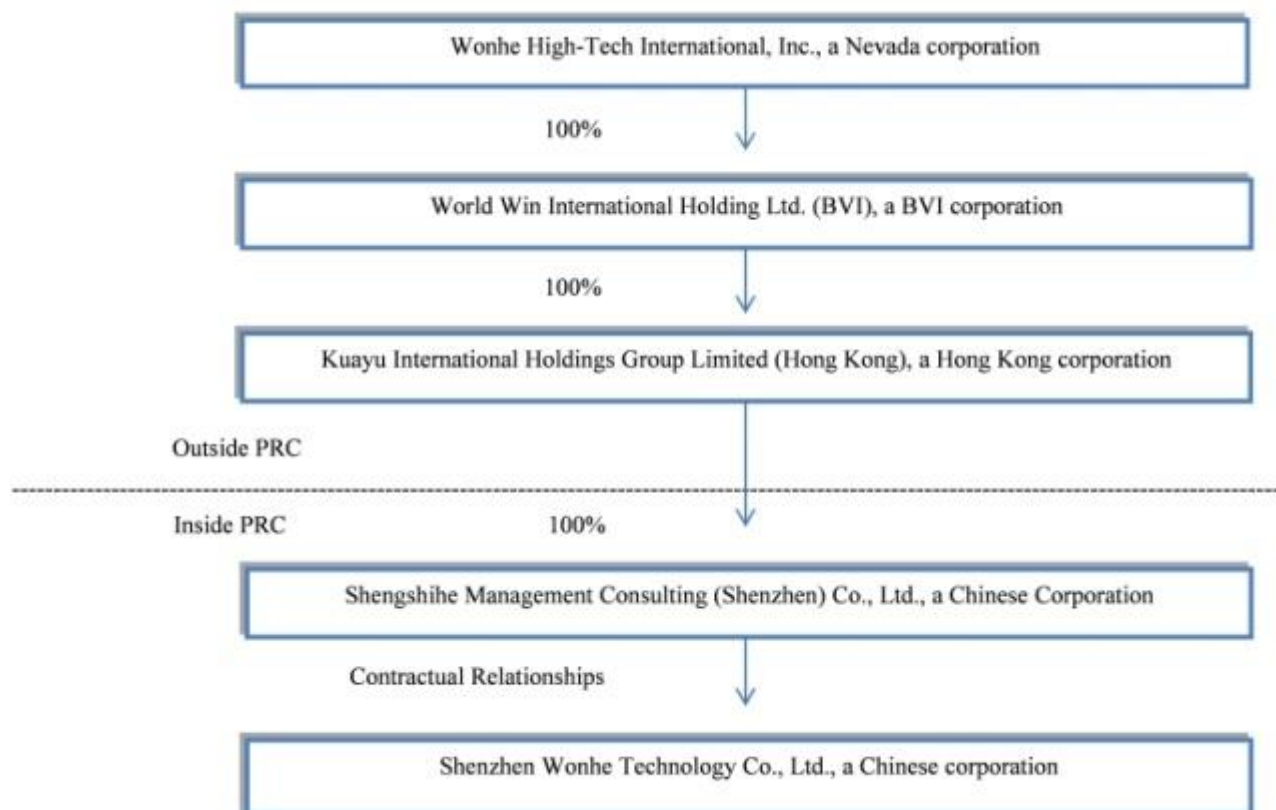 Wonhe High-Tech International, Inc., a Nevada corporation
100%
World Win International Holding Ltd. (BVI), a BVI corporation
100%
Kuayu International Holdings Group Limited (Hong Kong), a Hong Kong corporation
Outside PRC
Inside PRC
100%
Shengshihe Management Consulting (Shenzhen) Co., Ltd., a Chinese Corporation
Contractual Relationships
Shenzhen Wonhe Technology Co., Ltd., a Chinese corporation